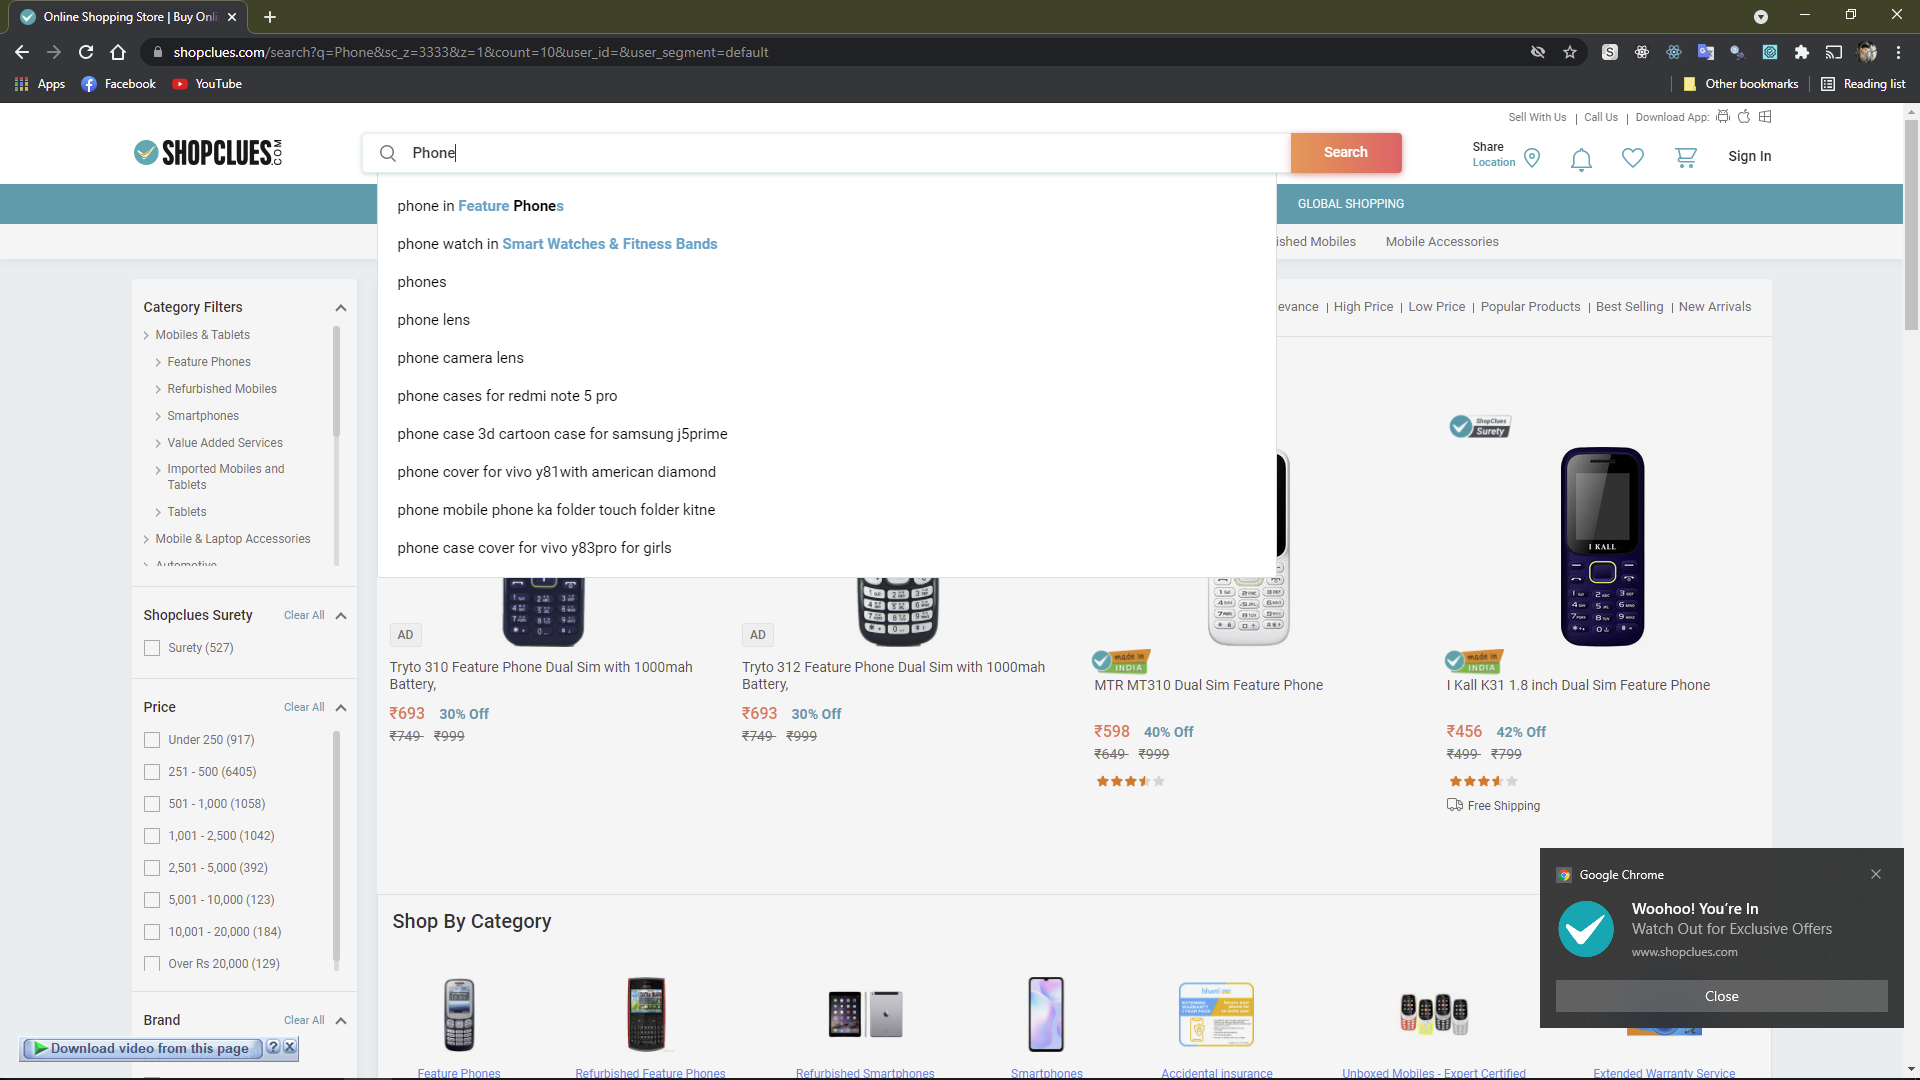 Online Shopping Store | Buy Onli
shopclues.com/search?q=Phone&sc_z=3333&z=1&count=10&user_id=&user_segment=default
Apps
Facebook
YouTube
Other bookmarks
Reading list
Sell With Us | Call Us | Download App:
SHOPCLUES.COM
Phone
Search
Share
Location
Sign In
GLOBAL SHOPPING
ished Mobiles
Mobile Accessories
phone in Feature Phones
phone watch in Smart Watches & Fitness Bands
phones
phone lens
phone camera lens
phone cases for redmi note 5 pro
phone case 3d cartoon case for samsung j5prime
phone cover for vivo y81with american diamond
phone mobile phone ka folder touch folder kitne
phone case cover for vivo y83pro for girls
Category Filters
Mobiles & Tablets
Feature Phones
Refurbished Mobiles
Smartphones
Value Added Services
Imported Mobiles and
Tablets
Tablets
Mobile & Laptop Accessories
Automotive
Shopclues Surety
Clear All
Surety (527)
Price
Clear All
Under 250 (917)
251 - 500 (6405)
501 - 1,000 (1058)
1,001 - 2,500 (1042)
2,501 - 5,000 (392)
5,001 - 10,000 (123)
10,001 - 20,000 (184)
Over Rs 20,000 (129)
Brand
Clear All
evance | High Price | Low Price | Popular Products | Best Selling | New Arrivals
ShopClues
Surety
I KALL
AD
Tryto 310 Feature Phone Dual Sim with 1000mah
Battery,
₹693 30% Off
₹749 ₹999
AD
Tryto 312 Feature Phone Dual Sim with 1000mah
Battery,
₹693 30% Off
₹749 ₹999
made in
INDIA
MTR MT310 Dual Sim Feature Phone
₹598 40% Off
₹649 ₹999
made in
INDIA
I Kall K31 1.8 inch Dual Sim Feature Phone
₹456 42% Off
₹499 ₹799
Free Shipping
Shop By Category
Feature Phones
Refurbished Feature Phones
Refurbished Smartphones
Smartphones
Accidental insurance
Unboxed Mobiles - Expert Certified
Extended Warranty Service
Google Chrome
Woohoo! You're In
Watch Out for Exclusive Offers
www.shopclues.com
Close
Download video from this page